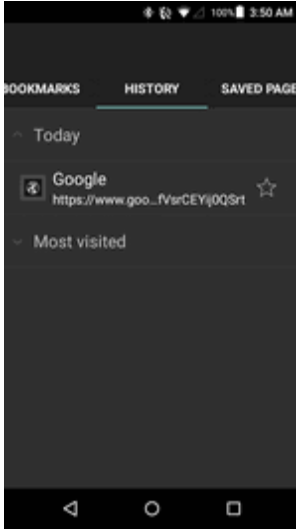 100% 3:50 AM
BOOKMARKS HISTORY SAVED PAGE
Today
Google
https://www.goo...fVsrCEYij0QSrt
Most visited